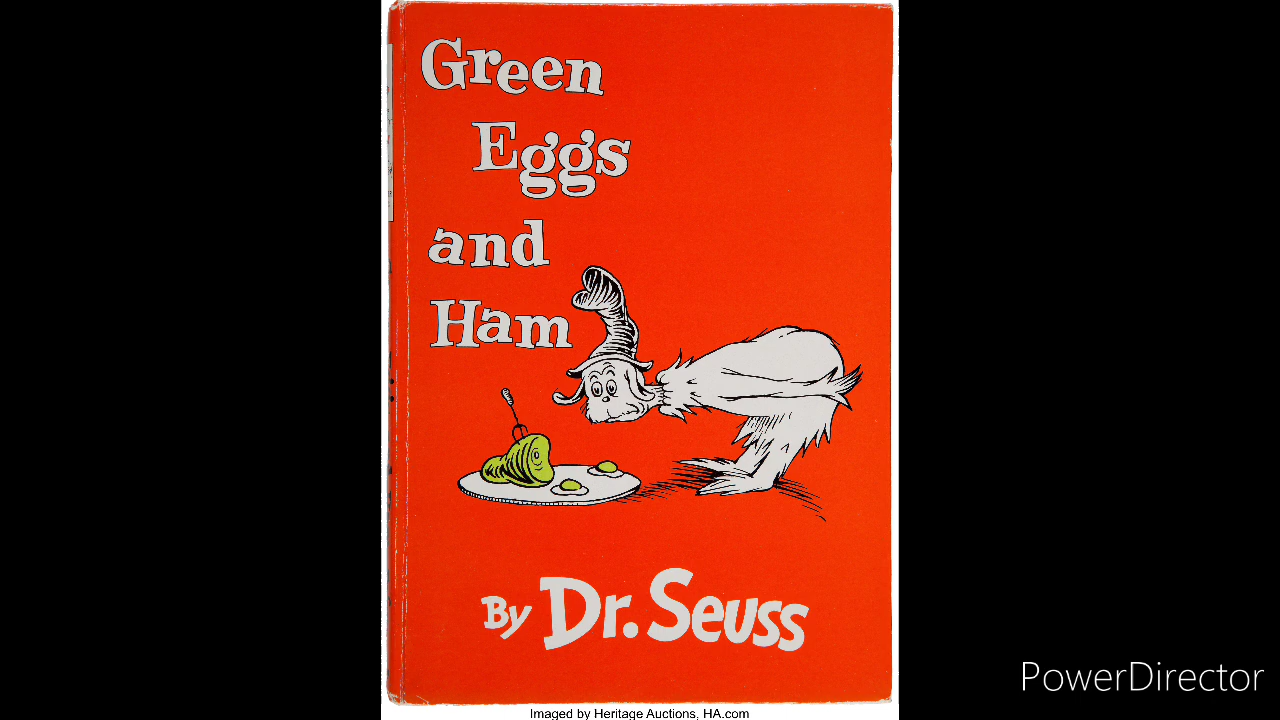 Green
Eggs
and
Ham
By Dr. Seuss
PowerDirector
Imaged by Heritage Auctions, HA.com